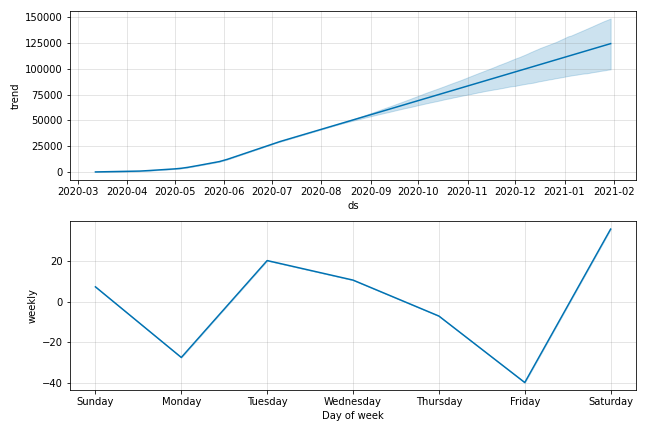 150000
125000
100000
75000
50000
25000
0
trend
2020-03 2020-04 2020-05 2020-06 2020-07 2020-08 2020-09 2020-10 2020-11 2020-12 2021-01 2021-02
ds
20
0
−20
−40
weekly
Sunday Monday Tuesday Wednesday Thursday Friday Saturday
Day of week